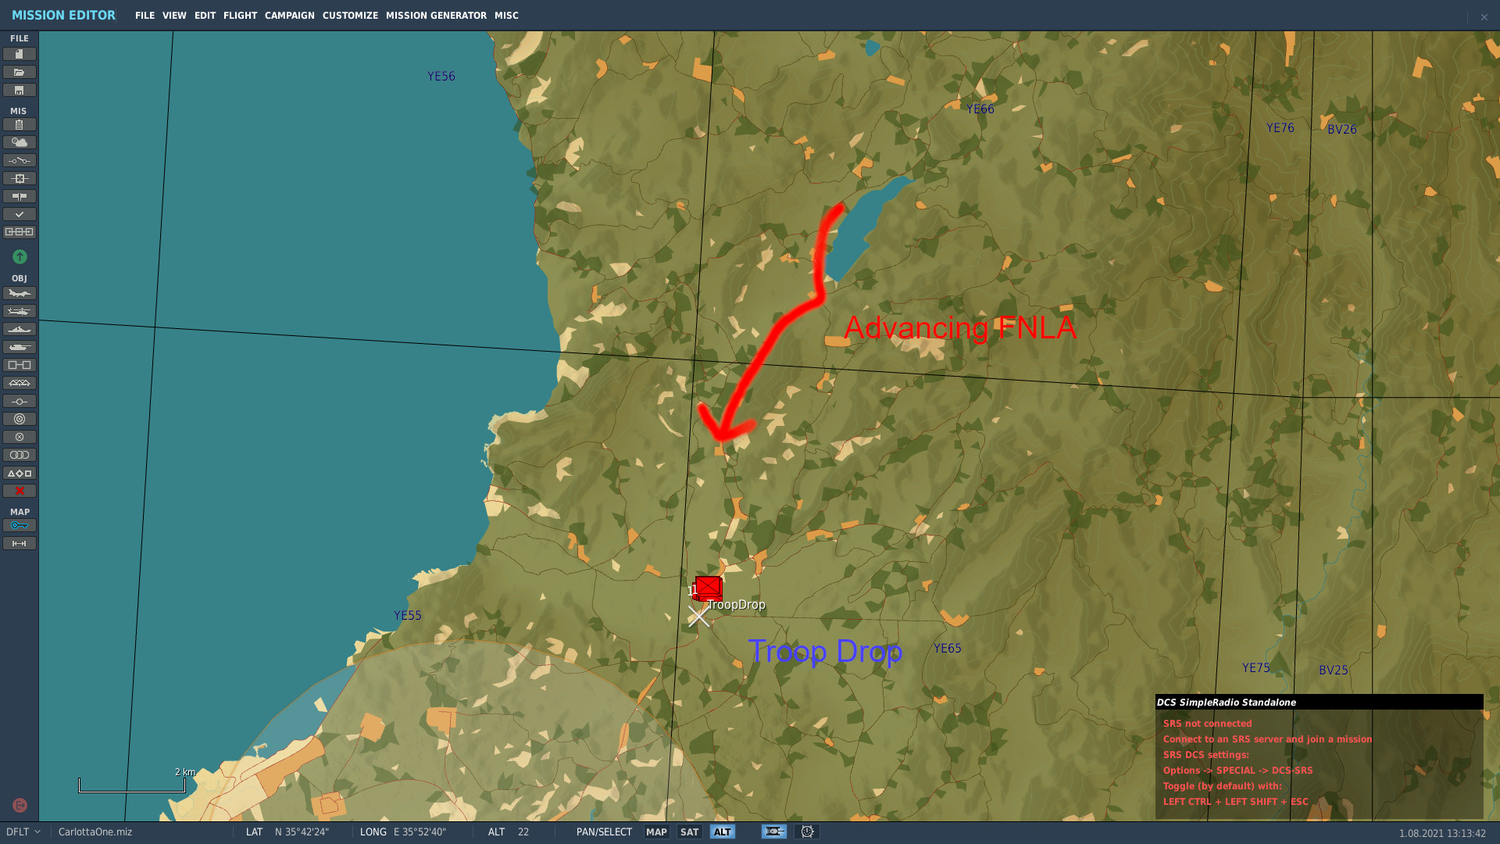 MISSION EDITOR FILE VIEW EDIT FLIGHT CAMPAIGN CUSTOMIZE MISSION GENERATOR MISC
FILE
MIS
OBJ
MAP
YE56
YE66
YE76
BV26
Advancing FNLA
1
TroopDrop
YE55
Troop Drop
YE65
YE75
BV25
2 km
DCS SimpleRadio Standalone
SRS not connected
Connect to an SRS server and join a mission
SRS DCS settings:
Options -> SPECIAL -> DCS-SRS
Toggle (by default) with:
LEFT CTRL + LEFT SHIFT + ESC
DFLT CarlottaOne.miz LAT N 35°42'24" LONG E 35°52'40" ALT 22 PAN/SELECT MAP SAT ALT 1.08.2021 13:13:42